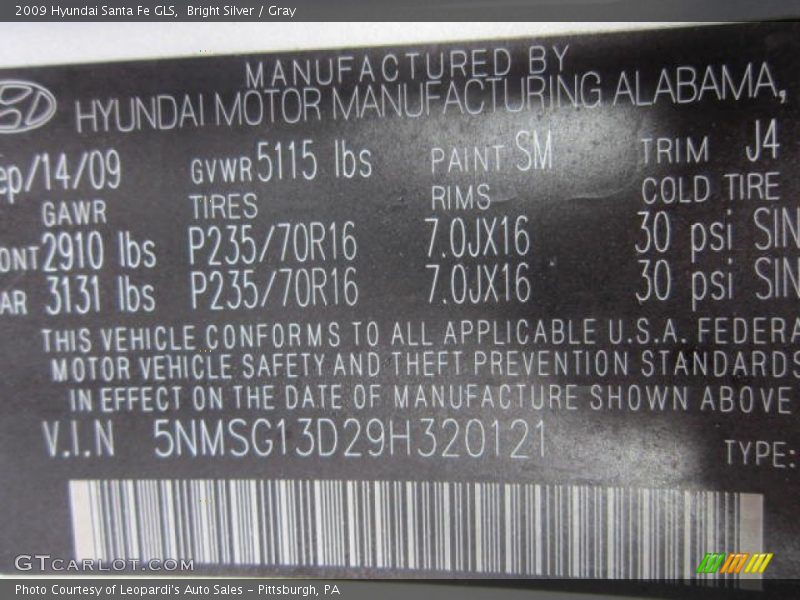 2009 Hyundai Santa Fe GLS,  Bright Silver / Gray
MANUFACTURED BY
HYUNDAI MOTOR MANUFACTURING ALABAMA,
ep/14/09 GVWR 5115 lbs PAINT SM TRIM J4
GAWR TIRES RIMS COLD TIRE
ONT 2910 lbs P235/70R16 7.0JX16 30 psi SIN
AR 3131 lbs P235/70R16 7.0JX16 30 psi SIN
THIS VEHICLE CONFORMS TO ALL APPLICABLE U.S.A. FEDERA
MOTOR VEHICLE SAFETY AND THEFT PREVENTION STANDARDS
IN EFFECT ON THE DATE OF MANUFACTURE SHOWN ABOVE
V.I.N 5NMSG13D29H320121
TYPE:
GTCARLOT.COM
Photo Courtesy of Leopardi's Auto Sales - Pittsburgh, PA